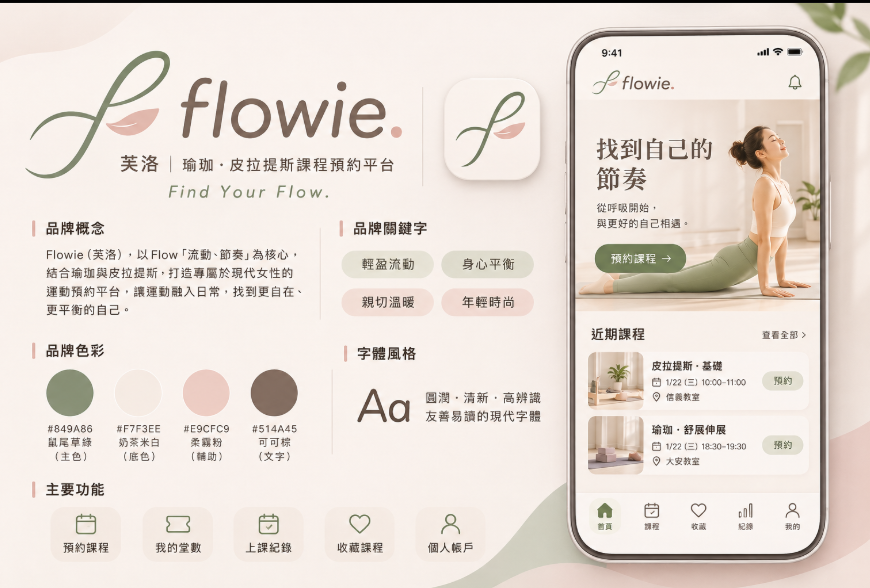 flowie.
芙洛｜瑜珈・皮拉提斯課程預約平台
Find Your Flow.
品牌概念
Flowie（芙洛），以 Flow「流動、節奏」為核心，
結合瑜珈與皮拉提斯，打造專屬於現代女性的
運動預約平台，讓運動融入日常，找到更自在、
更平衡的自己。
品牌關鍵字
輕盈流動
身心平衡
親切溫暖
年輕時尚
品牌色彩
#849A86
鼠尾草綠
（主色）
#F7F3EE
奶茶米白
（底色）
#E9CFC9
柔霧粉
（輔助）
#514A45
可可棕
（文字）
字體風格
Aa
圓潤・清新・高辨識
友善易讀的現代字體
主要功能
預約課程
我的堂數
上課紀錄
收藏課程
個人帳戶
9:41
flowie.
找到自己的
節奏
從呼吸開始，
與更好的自己相遇。
預約課程 →
近期課程
查看全部 >
皮拉提斯・基礎
1/22 (三) 10:00–11:00
信義教室
預約
瑜珈・舒展伸展
1/22 (三) 18:30–19:30
大安教室
預約
首頁
課程
收藏
紀錄
我的